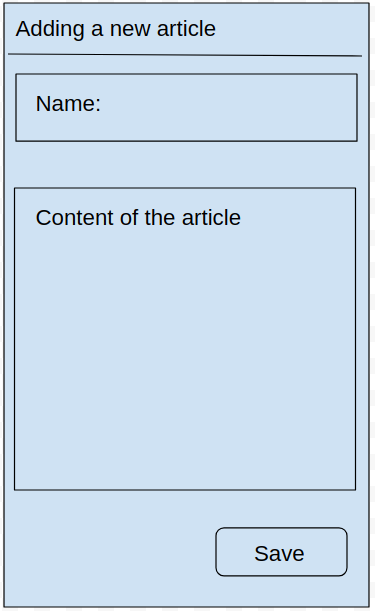 Adding a new article
Name:
Content of the article
Save